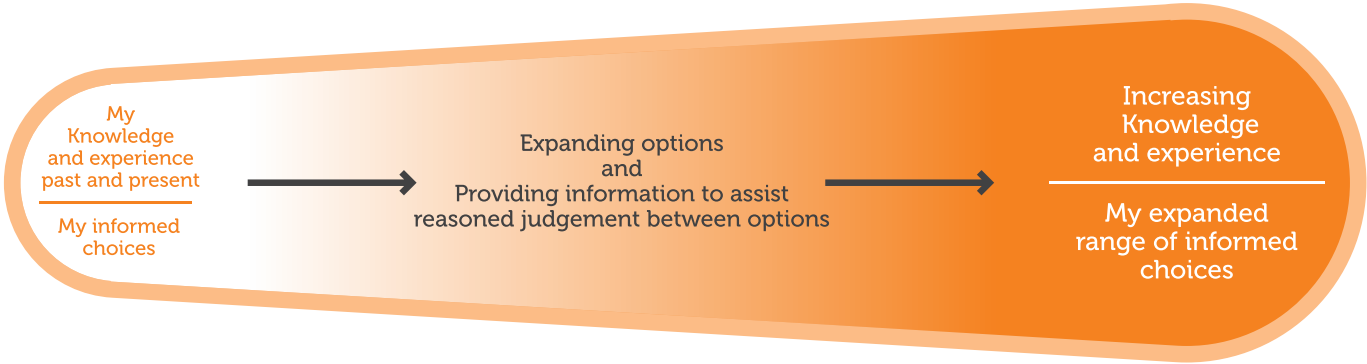 My
Knowledge
and experience
past and present
My informed
choices
Expanding options
and
Providing information to assist
reasoned judgement between options
Increasing
Knowledge
and experience
My expanded
range of informed
choices